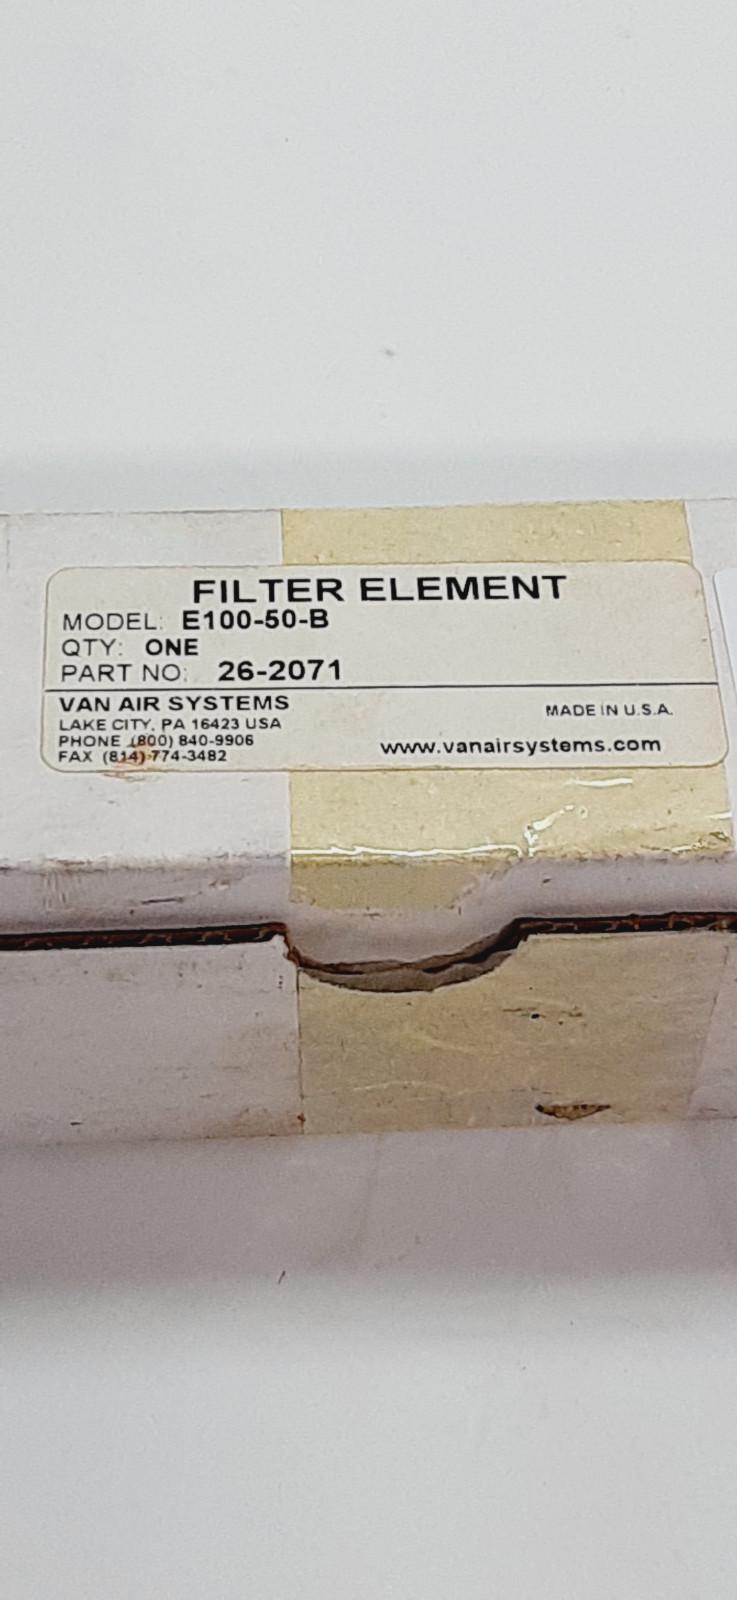 FILTER ELEMENT
MODEL: E100-50-B
QTY: ONE
PART NO: 26-2071
VAN AIR SYSTEMS
LAKE CITY, PA 16423 USA
PHONE (800) 840-9906
FAX (814) 774-3482
MADE IN U.S.A.
www.vanairsystems.com